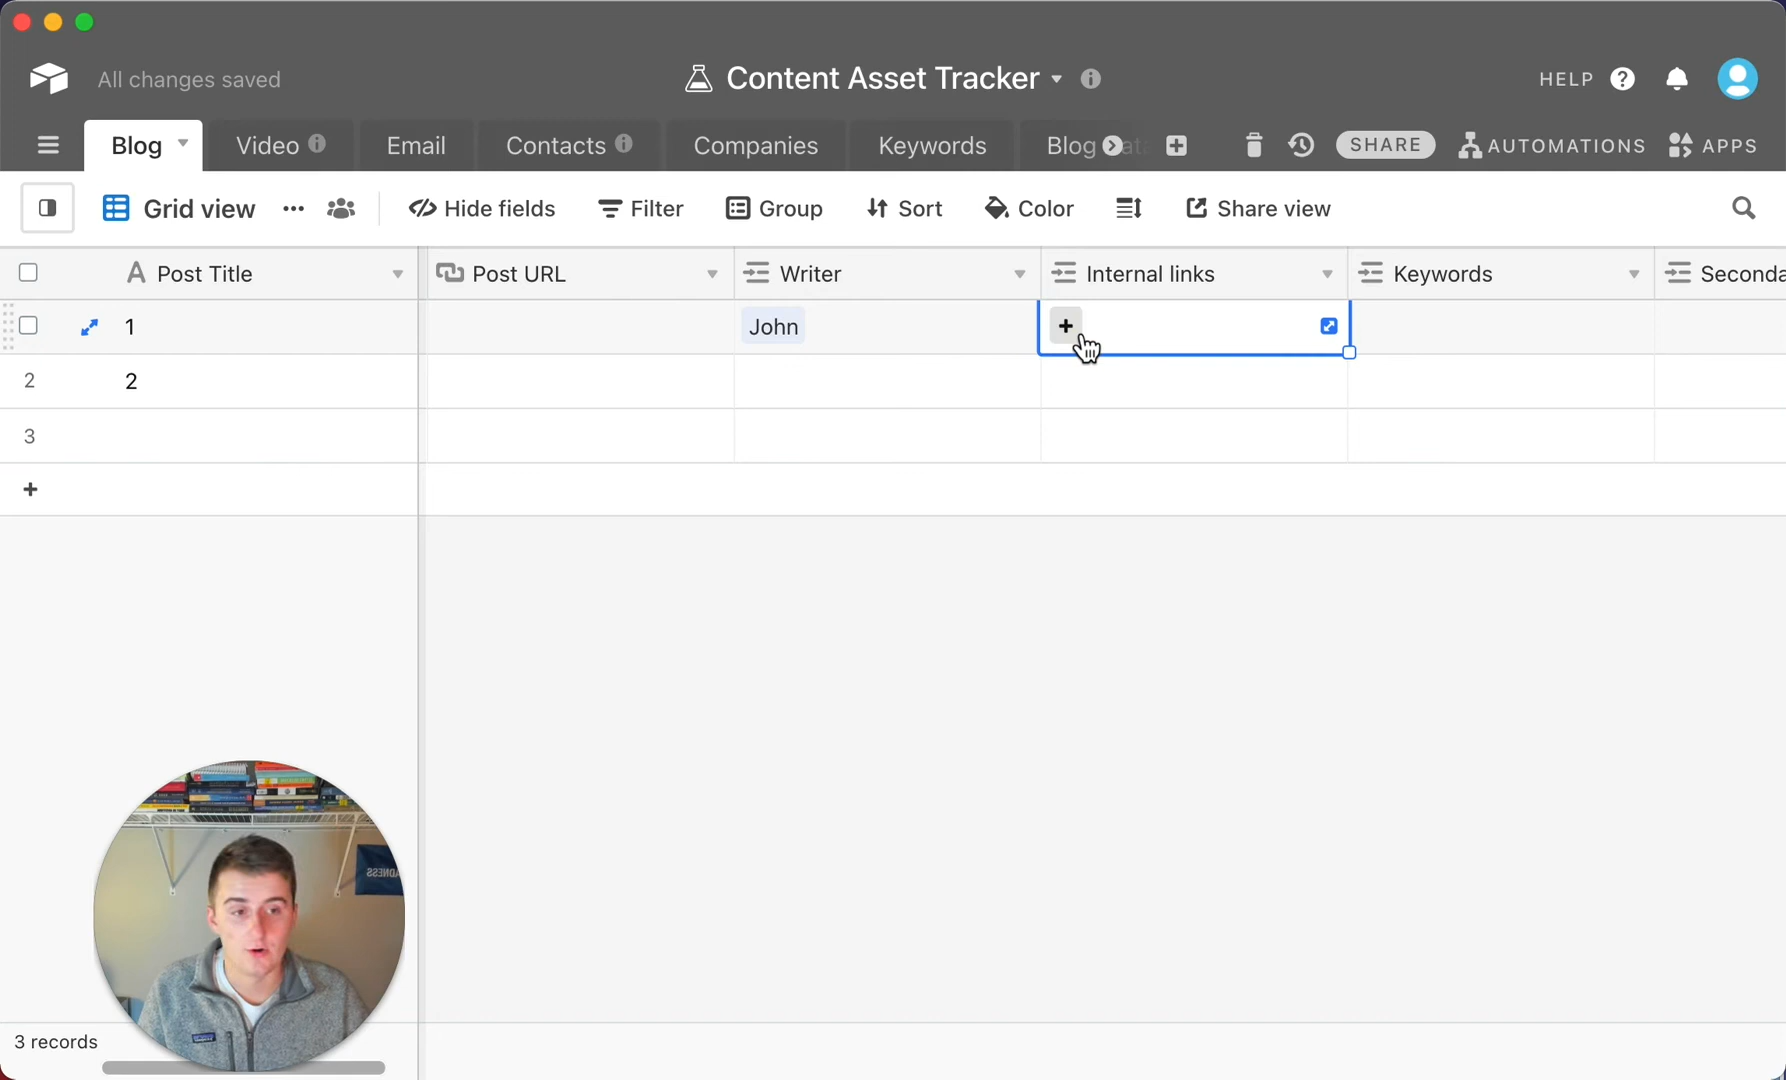 All changes saved
Content Asset Tracker
HELP
Blog
Video
Email
Contacts
Companies
Keywords
Blog
SHARE
AUTOMATIONS
APPS
Grid view
Hide fields
Filter
Group
Sort
Color
Share view
Post Title
Post URL
Writer
Internal links
Keywords
Seconda
1
John
2
2
3
3 records